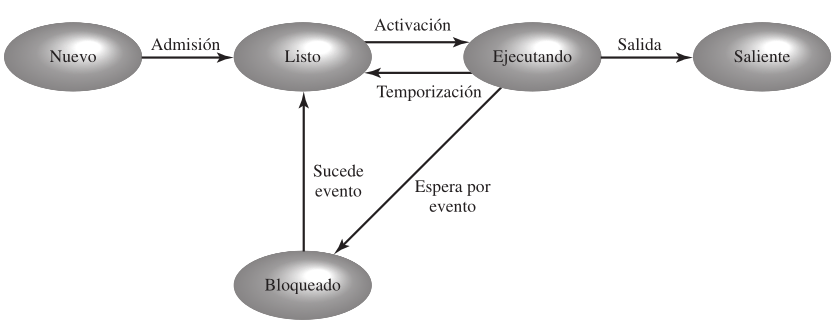 Nuevo
Admisión
Listo
Activación
Temporización
Ejecutando
Salida
Saliente
Sucede
evento
Espera por
evento
Bloqueado